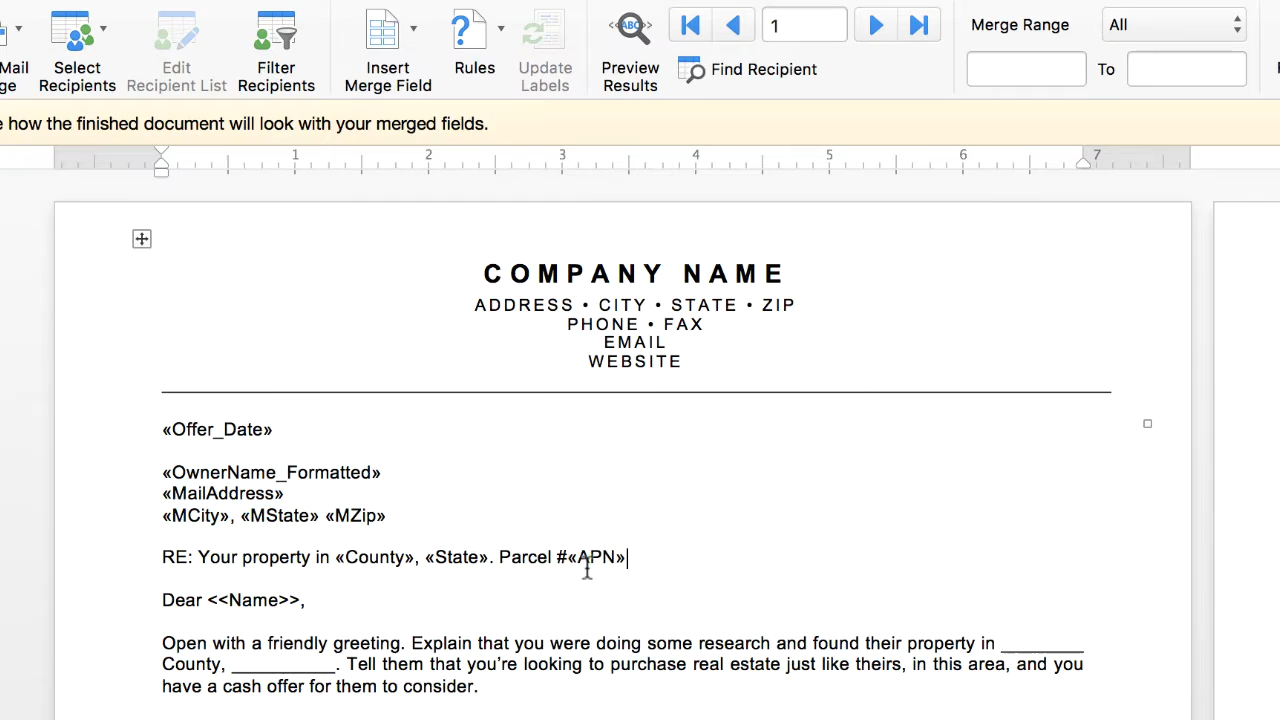 Mail
ge
Select
Recipients
Edit
Recipient List
Filter
Recipients
Insert
Merge Field
?
Rules
Update
Labels
«ABC»
Preview
Results
1
Find Recipient
Merge Range
All
To
e how the finished document will look with your merged fields.
1 2 3 4 5 6 7
COMPANY NAME
ADDRESS • CITY • STATE • ZIP
PHONE • FAX
EMAIL
WEBSITE
«Offer_Date»
«OwnerName_Formatted»
«MailAddress»
«MCity», «MState» «MZip»
RE: Your property in «County», «State». Parcel #«APN»
Dear <<Name>>,
Open with a friendly greeting. Explain that you were doing some research and found their property in ________
County, __________. Tell them that you’re looking to purchase real estate just like theirs, in this area, and you
have a cash offer for them to consider.